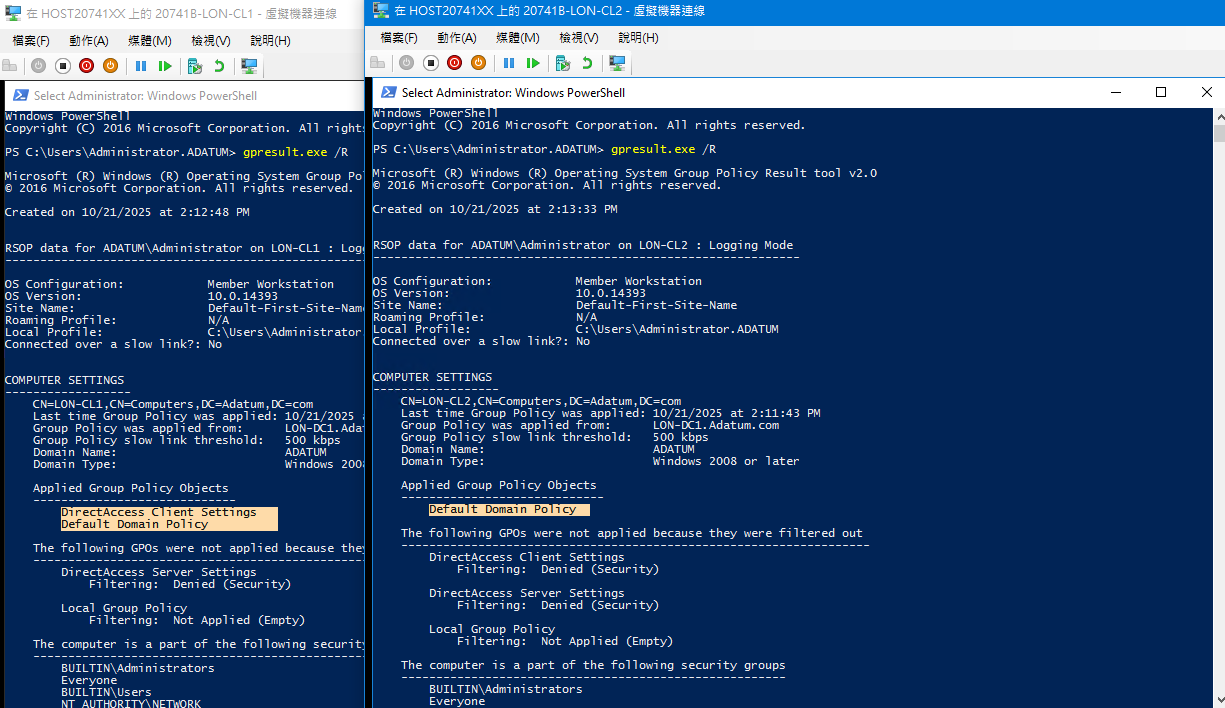 在 HOST20741XX 上的 20741B-LON-CL1 - 虛擬機器連線
檔案(F) 動作(A) 媒體(M) 檢視(V) 說明(H)
Select Administrator: Windows PowerShell
Windows PowerShell
Copyright (C) 2016 Microsoft Corporation. All rights
PS C:\Users\Administrator.ADATUM> gpresult.exe /R
Microsoft (R) Windows (R) Operating System Group Po
© 2016 Microsoft Corporation. All rights reserved.
Created on 10/21/2025 at 2:12:48 PM
RSOP data for ADATUM\Administrator on LON-CL1 : Logg
----------------------------------------------------
OS Configuration: Member Workstation
OS Version: 10.0.14393
Site Name: Default-First-Site-Name
Roaming Profile: N/A
Local Profile: C:\Users\Administrator.
Connected over a slow link?: No
COMPUTER SETTINGS
------------------
CN=LON-CL1,CN=Computers,DC=Adatum,DC=com
Last time Group Policy was applied: 10/21/2025
Group Policy was applied from: LON-DC1.Adat
Group Policy slow link threshold: 500 kbps
Domain Name: ADATUM
Domain Type: Windows 2008
Applied Group Policy Objects
-----------------------------
DirectAccess Client Settings
Default Domain Policy
The following GPOs were not applied because they
------------------------------------------------
DirectAccess Server Settings
Filtering: Denied (Security)
Local Group Policy
Filtering: Not Applied (Empty)
The computer is a part of the following security
------------------------------------------------
BUILTIN\Administrators
Everyone
BUILTIN\Users
NT AUTHORITY\NETWORK
在 HOST20741XX 上的 20741B-LON-CL2 - 虛擬機器連線
檔案(F) 動作(A) 媒體(M) 檢視(V) 說明(H)
Select Administrator: Windows PowerShell
Windows PowerShell
Copyright (C) 2016 Microsoft Corporation. All rights reserved.
PS C:\Users\Administrator.ADATUM> gpresult.exe /R
Microsoft (R) Windows (R) Operating System Group Policy Result tool v2.0
© 2016 Microsoft Corporation. All rights reserved.
Created on 10/21/2025 at 2:13:33 PM
RSOP data for ADATUM\Administrator on LON-CL2 : Logging Mode
-------------------------------------------------------------
OS Configuration: Member Workstation
OS Version: 10.0.14393
Site Name: Default-First-Site-Name
Roaming Profile: N/A
Local Profile: C:\Users\Administrator.ADATUM
Connected over a slow link?: No
COMPUTER SETTINGS
------------------
CN=LON-CL2,CN=Computers,DC=Adatum,DC=com
Last time Group Policy was applied: 10/21/2025 at 2:11:43 PM
Group Policy was applied from: LON-DC1.Adatum.com
Group Policy slow link threshold: 500 kbps
Domain Name: ADATUM
Domain Type: Windows 2008 or later
Applied Group Policy Objects
-----------------------------
Default Domain Policy
The following GPOs were not applied because they were filtered out
-------------------------------------------------------------------
DirectAccess Client Settings
Filtering: Denied (Security)
DirectAccess Server Settings
Filtering: Denied (Security)
Local Group Policy
Filtering: Not Applied (Empty)
The computer is a part of the following security groups
-------------------------------------------------------
BUILTIN\Administrators
Everyone